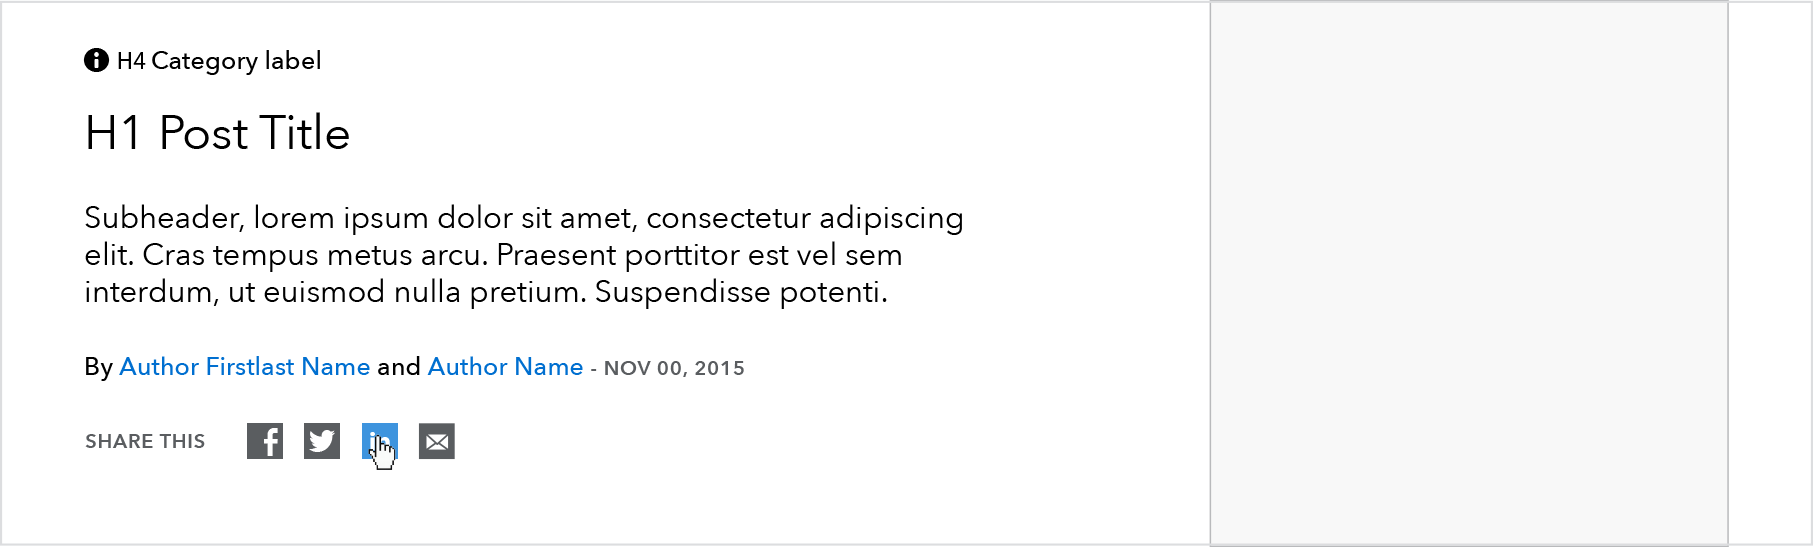 H4 Category label
H1 Post Title
Subheader, lorem ipsum dolor sit amet, consectetur adipiscing
elit. Cras tempus metus arcu. Praesent porttitor est vel sem
interdum, ut euismod nulla pretium. Suspendisse potenti.
By Author Firstlast Name and Author Name - NOV 00, 2015
SHARE THIS